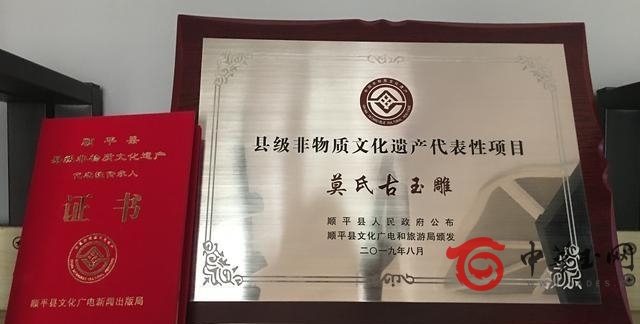 顺平县
县级非物质文化遗产
代表性传承人
证书
顺平县文化广电新闻出版局
县级非物质文化遗产代表性项目
莫氏古玉雕
顺平县人民政府公布
顺平县文化广电和旅游局颁发
二〇一九年八月